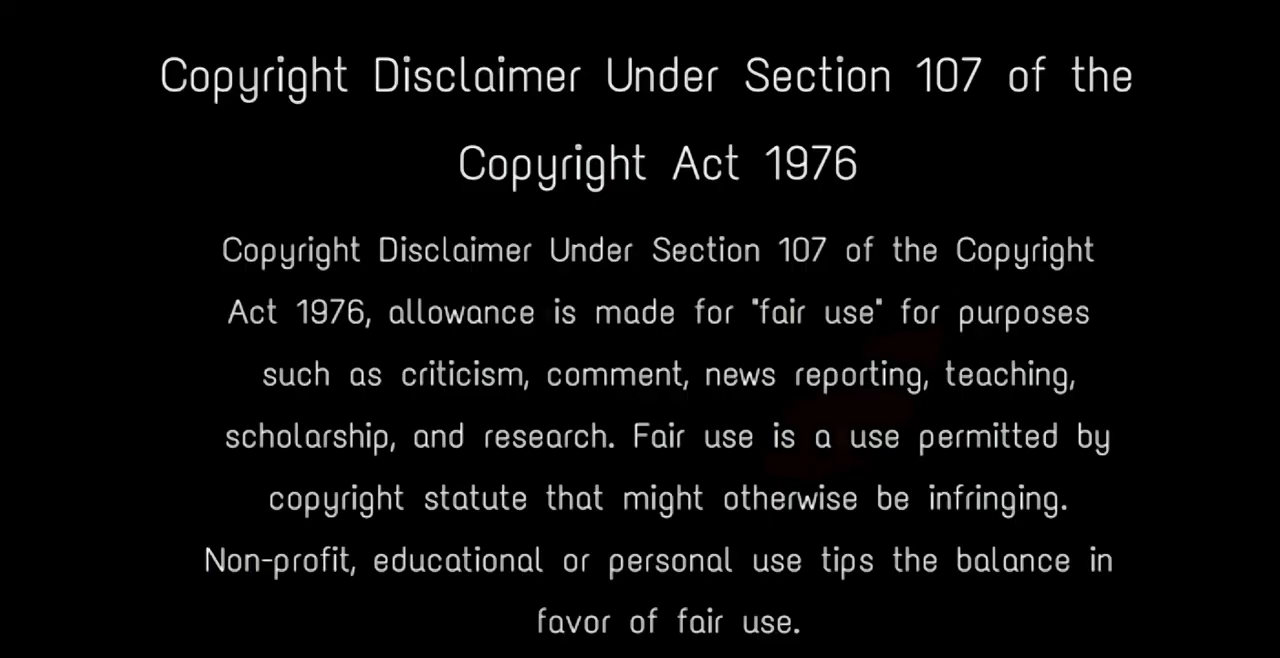 Copyright Disclaimer Under Section 107 of the
Copyright Act 1976
Copyright Disclaimer Under Section 107 of the Copyright
Act 1976, allowance is made for "fair use" for purposes
such as criticism, comment, news reporting, teaching,
scholarship, and research. Fair use is a use permitted by
copyright statute that might otherwise be infringing.
Non-profit, educational or personal use tips the balance in
favor of fair use.